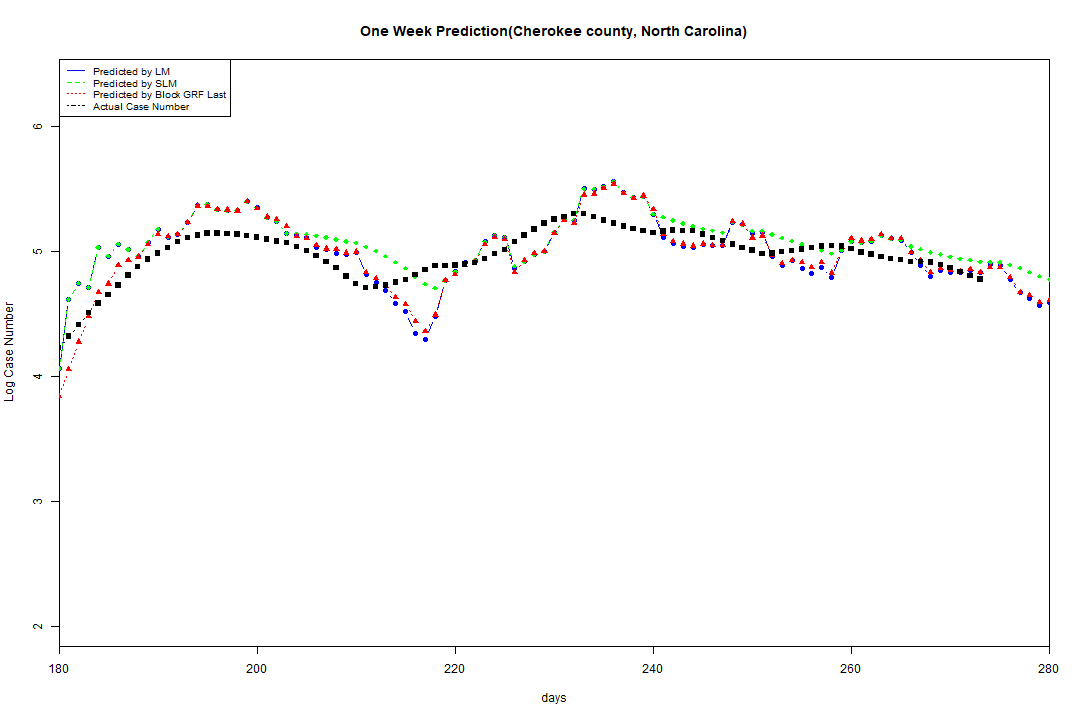 One Week Prediction(Cherokee county, North Carolina)
Predicted by LM
Predicted by SLM
Predicted by Block GRF Last
Actual Case Number
6
5
4
3
2
Log Case Number
180 200 220 240 260 280
days